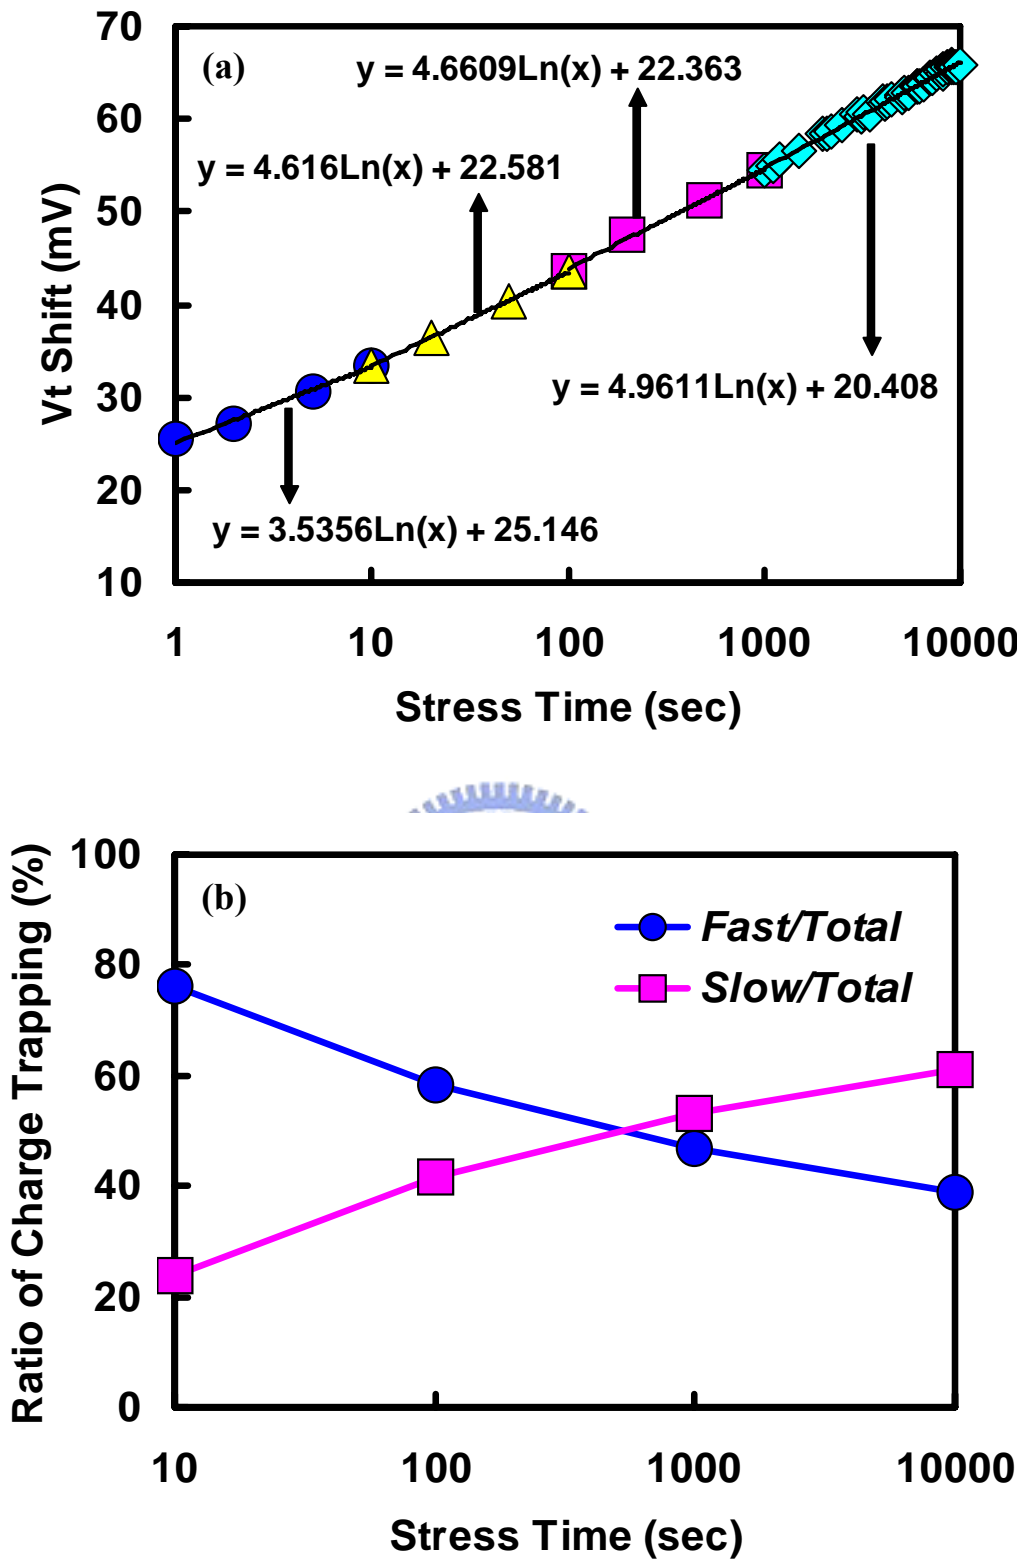 70
(a)
y = 4.6609Ln(x) + 22.363
60
y = 4.616Ln(x) + 22.581
50
Vt Shift (mV)
40
y = 4.9611Ln(x) + 20.408
30
20
y = 3.5356Ln(x) + 25.146
10
1 10 100 1000 10000
Stress Time (sec)
100
(b)
Fast/Total
80
Slow/Total
60
Ratio of Charge Trapping (%)
40
20
0
10 100 1000 10000
Stress Time (sec)